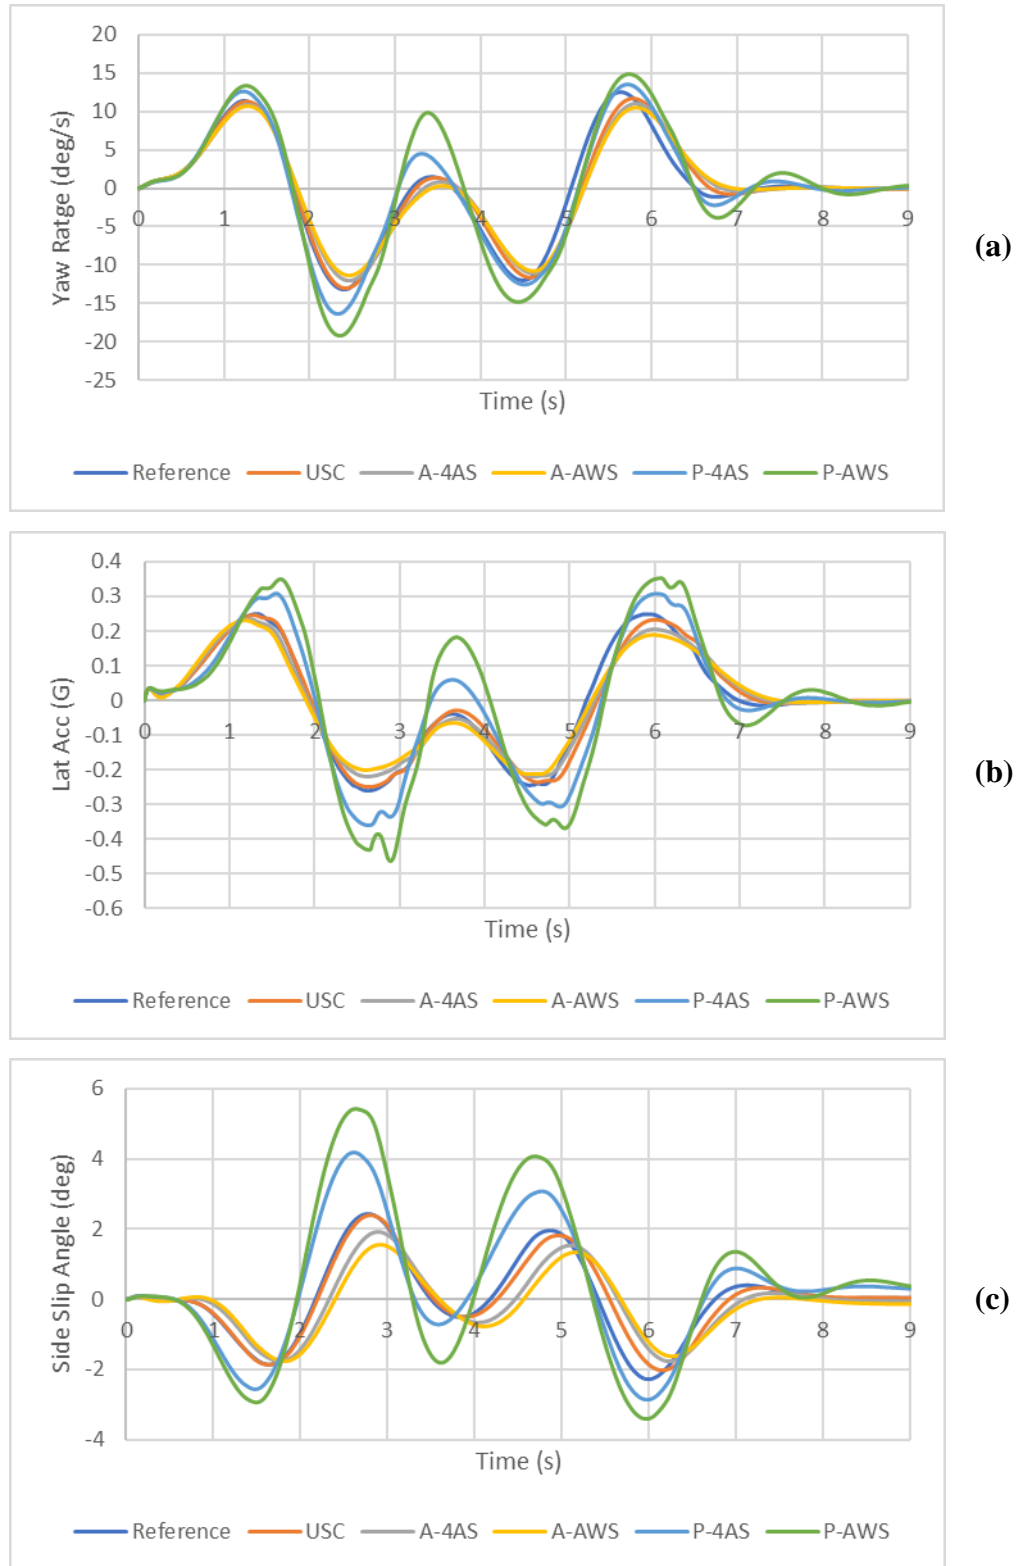 20
15
10
5
0
-5
-10
-15
-20
-25
0 1 2 3 4 5 6 7 8 9
Yaw Ratge (deg/s)
Time (s)
Reference USC A-4AS A-AWS P-4AS P-AWS
(a)
0.4
0.3
0.2
0.1
0
-0.1
-0.2
-0.3
-0.4
-0.5
-0.6
0 1 2 3 4 5 6 7 8 9
Lat Acc (G)
Time (s)
Reference USC A-4AS A-AWS P-4AS P-AWS
(b)
6
4
2
0
-2
-4
0 1 2 3 4 5 6 7 8 9
Side Slip Angle (deg)
Time (s)
Reference USC A-4AS A-AWS P-4AS P-AWS
(c)